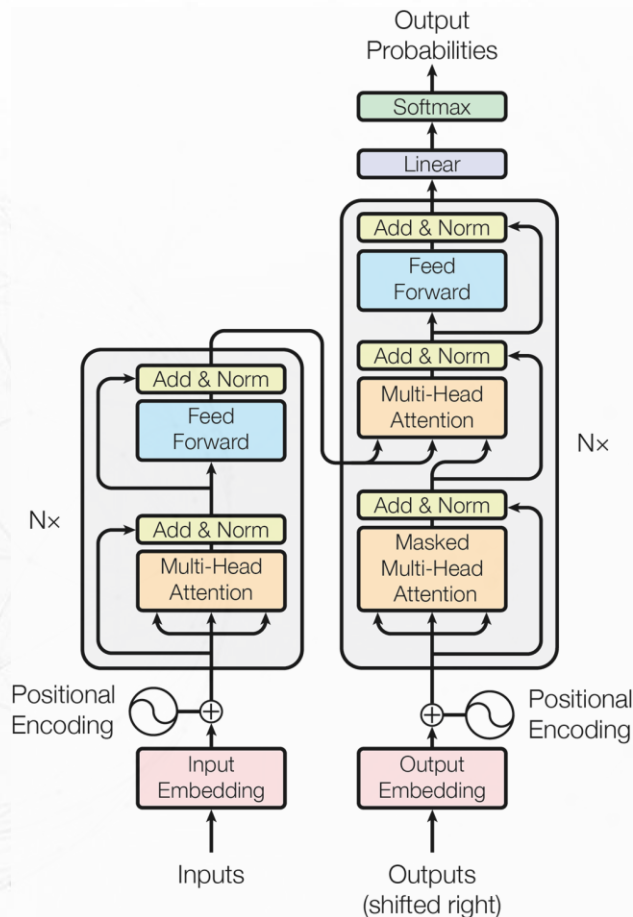 Output
Probabilities
Softmax
Linear
Add & Norm
Feed
Forward
Add & Norm
Multi-Head
Attention
N×
Add & Norm
Masked
Multi-Head
Attention
Add & Norm
Feed
Forward
N×
Add & Norm
Multi-Head
Attention
Positional
Encoding
Positional
Encoding
Input
Embedding
Output
Embedding
Inputs
Outputs
(shifted right)